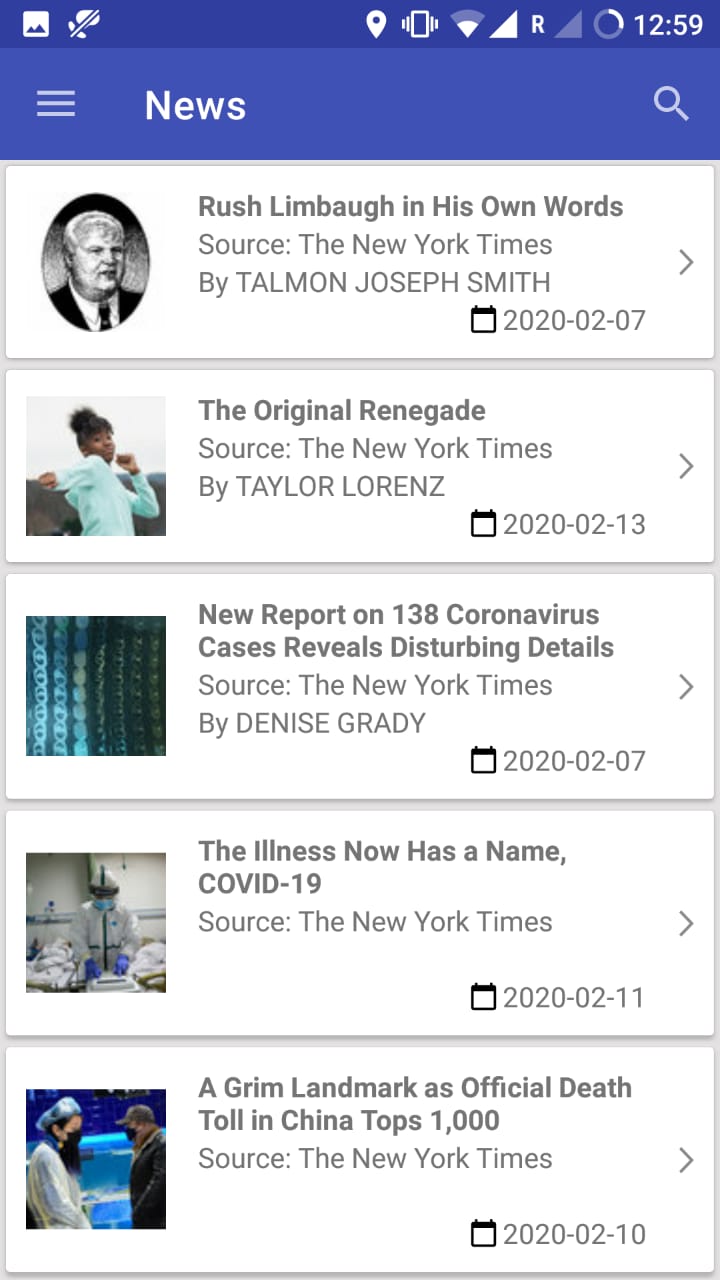 R 12:59
News
Rush Limbaugh in His Own Words
Source: The New York Times
By TALMON JOSEPH SMITH
2020-02-07
The Original Renegade
Source: The New York Times
By TAYLOR LORENZ
2020-02-13
New Report on 138 Coronavirus
Cases Reveals Disturbing Details
Source: The New York Times
By DENISE GRADY
2020-02-07
The Illness Now Has a Name,
COVID-19
Source: The New York Times
2020-02-11
A Grim Landmark as Official Death
Toll in China Tops 1,000
Source: The New York Times
2020-02-10